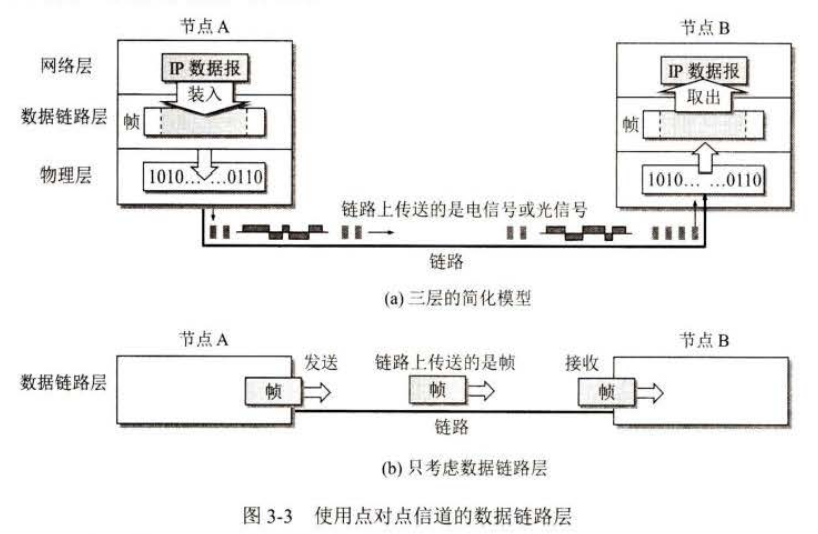 节点 A
节点 B
网络层
IP 数据报
IP 数据报
装入
取出
数据链路层
帧
帧
物理层
1010… …0110
1010… …0110
链路上传送的是电信号或光信号
链路
(a) 三层的简化模型
节点 A
节点 B
发送
链路上传送的是帧
接收
数据链路层
帧
帧
帧
链路
(b) 只考虑数据链路层
图 3-3 使用点对点信道的数据链路层